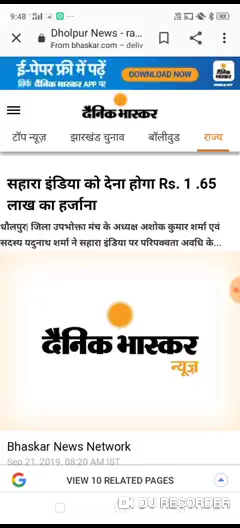 9:48
Dholpur News - ra...
From bhaskar.com – deliv
ई-पेपर फ्री में पढ़ें
सिर्फ दैनिक भास्कर APP पर
DOWNLOAD NOW
दैनिक भास्कर
टॉप न्यूज़ झारखंड चुनाव बॉलीवुड राज्य
सहारा इंडिया को देना होगा Rs. 1 .65
लाख का हर्जाना
धौलपुर| जिला उपभोक्ता मंच के अध्यक्ष अशोक कुमार शर्मा एवं
सदस्य यदुनाथ शर्मा ने सहारा इंडिया पर परिपक्वता अवधि के...
दैनिक भास्कर
न्यूज़
Bhaskar News Network
Sep 21, 2019, 08:20 AM IST
VIEW 10 RELATED PAGES
DU RECORDER